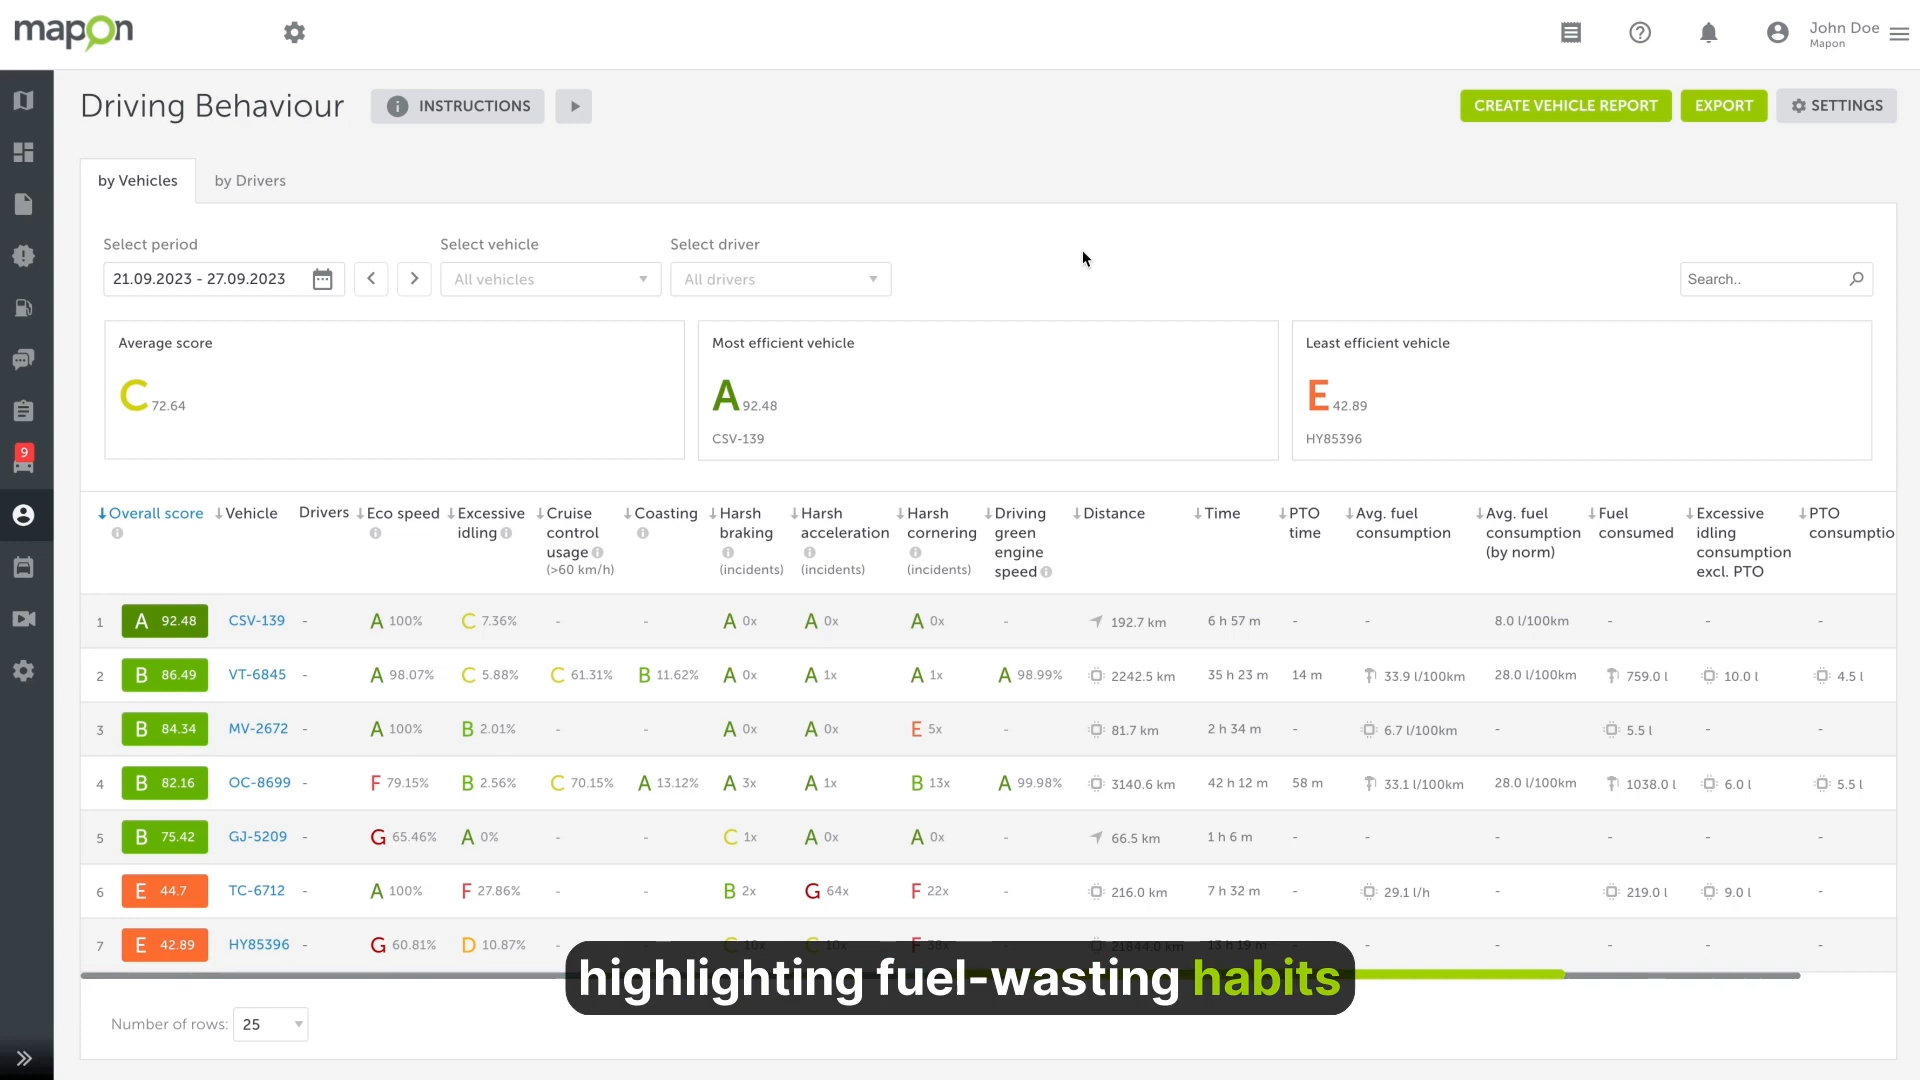 mapon
John Doe
Mapon
Driving Behaviour
INSTRUCTIONS
CREATE VEHICLE REPORT
EXPORT
SETTINGS
by Vehicles
by Drivers
Select period
Select vehicle
Select driver
21.09.2023 - 27.09.2023
All vehicles
All drivers
Search..
Average score
Most efficient vehicle
Least efficient vehicle
C 72.64
A 92.48
E 42.89
CSV-139
HY85396
9
Overall score
Vehicle
Drivers
Eco speed
Excessive
idling
Cruise
control
usage
(>60 km/h)
Coasting
Harsh
braking
(incidents)
Harsh
acceleration
(incidents)
Harsh
cornering
(incidents)
Driving
green
engine
speed
Distance
Time
PTO
time
Avg. fuel
consumption
Avg. fuel
consumption
(by norm)
Fuel
consumed
Excessive
idling
consumption
excl. PTO
PTO
consumptio
1 A 92.48 CSV-139 - A 100% C 7.36% - - A 0x A 0x A 0x - 192.7 km 6 h 57 m - - 8.0 l/100km - - -
2 B 86.49 VT-6845 - A 98.07% C 5.88% C 61.31% B 11.62% A 0x A 1x A 1x A 98.99% 2242.5 km 35 h 23 m 14 m 33.9 l/100km 28.0 l/100km 759.0 l 10.0 l 4.5 l
3 B 84.34 MV-2672 - A 100% B 2.01% - - A 0x A 0x E 5x - 81.7 km 2 h 34 m - 6.7 l/100km - 5.5 l - -
4 B 82.16 OC-8699 - F 79.15% B 2.56% C 70.15% A 13.12% A 3x A 1x B 13x A 99.98% 3140.6 km 42 h 12 m 58 m 33.1 l/100km 28.0 l/100km 1038.0 l 6.0 l 5.5 l
5 B 75.42 GJ-5209 - G 65.46% A 0% - - C 1x A 0x A 0x - 66.5 km 1 h 6 m - - - - - -
6 E 44.7 TC-6712 - A 100% F 27.86% - - B 2x G 64x F 22x - 216.0 km 7 h 32 m - 29.1 l/h - 219.0 l 9.0 l -
7 E 42.89 HY85396 - G 60.81% D 10.87% - - C 10x C 10x F 38x - 21844.0 km 13 h 19 m - - - - - -
highlighting fuel-wasting habits
Number of rows: 25